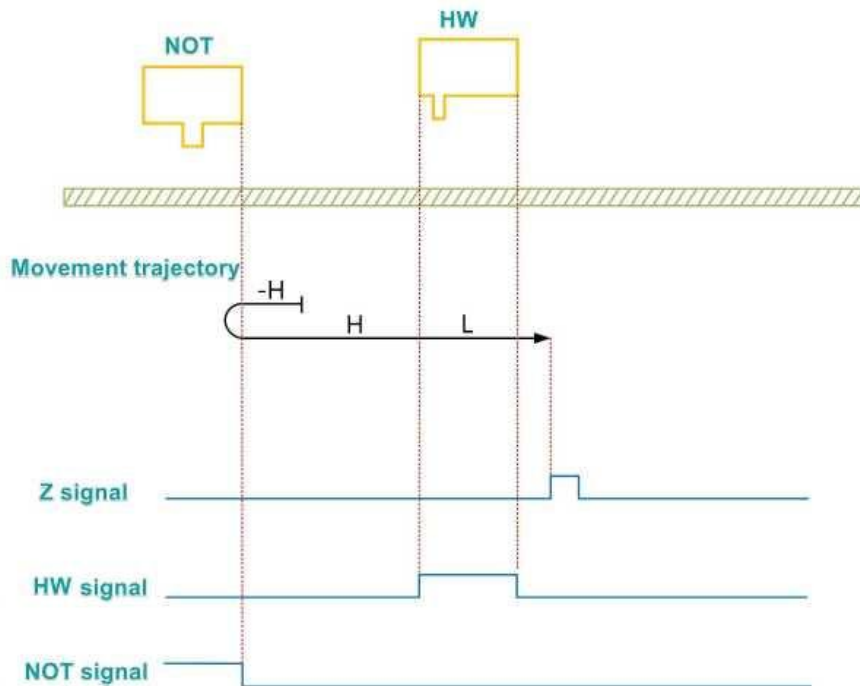 HW
NOT
Movement trajectory
-H
H L
Z signal
HW signal
NOT signal